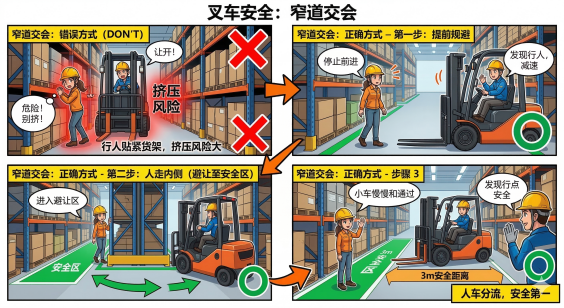 叉车安全：窄道交会
窄道交会：错误方式（DON'T）
让开！
危险！
别挤！
挤压
风险
行人贴紧货架，挤压风险大
窄道交会：正确方式 – 第一步：提前规避
停止前进
发现行人，
减速
窄道交会：正确方式 - 第二步：人走内侧（避让至安全区）
进入避让区
安全区
窄道交会：正确方式 - 步骤 3
小车慢慢和通过
发现行点
安全
3m安全距离
人车分流，安全第一